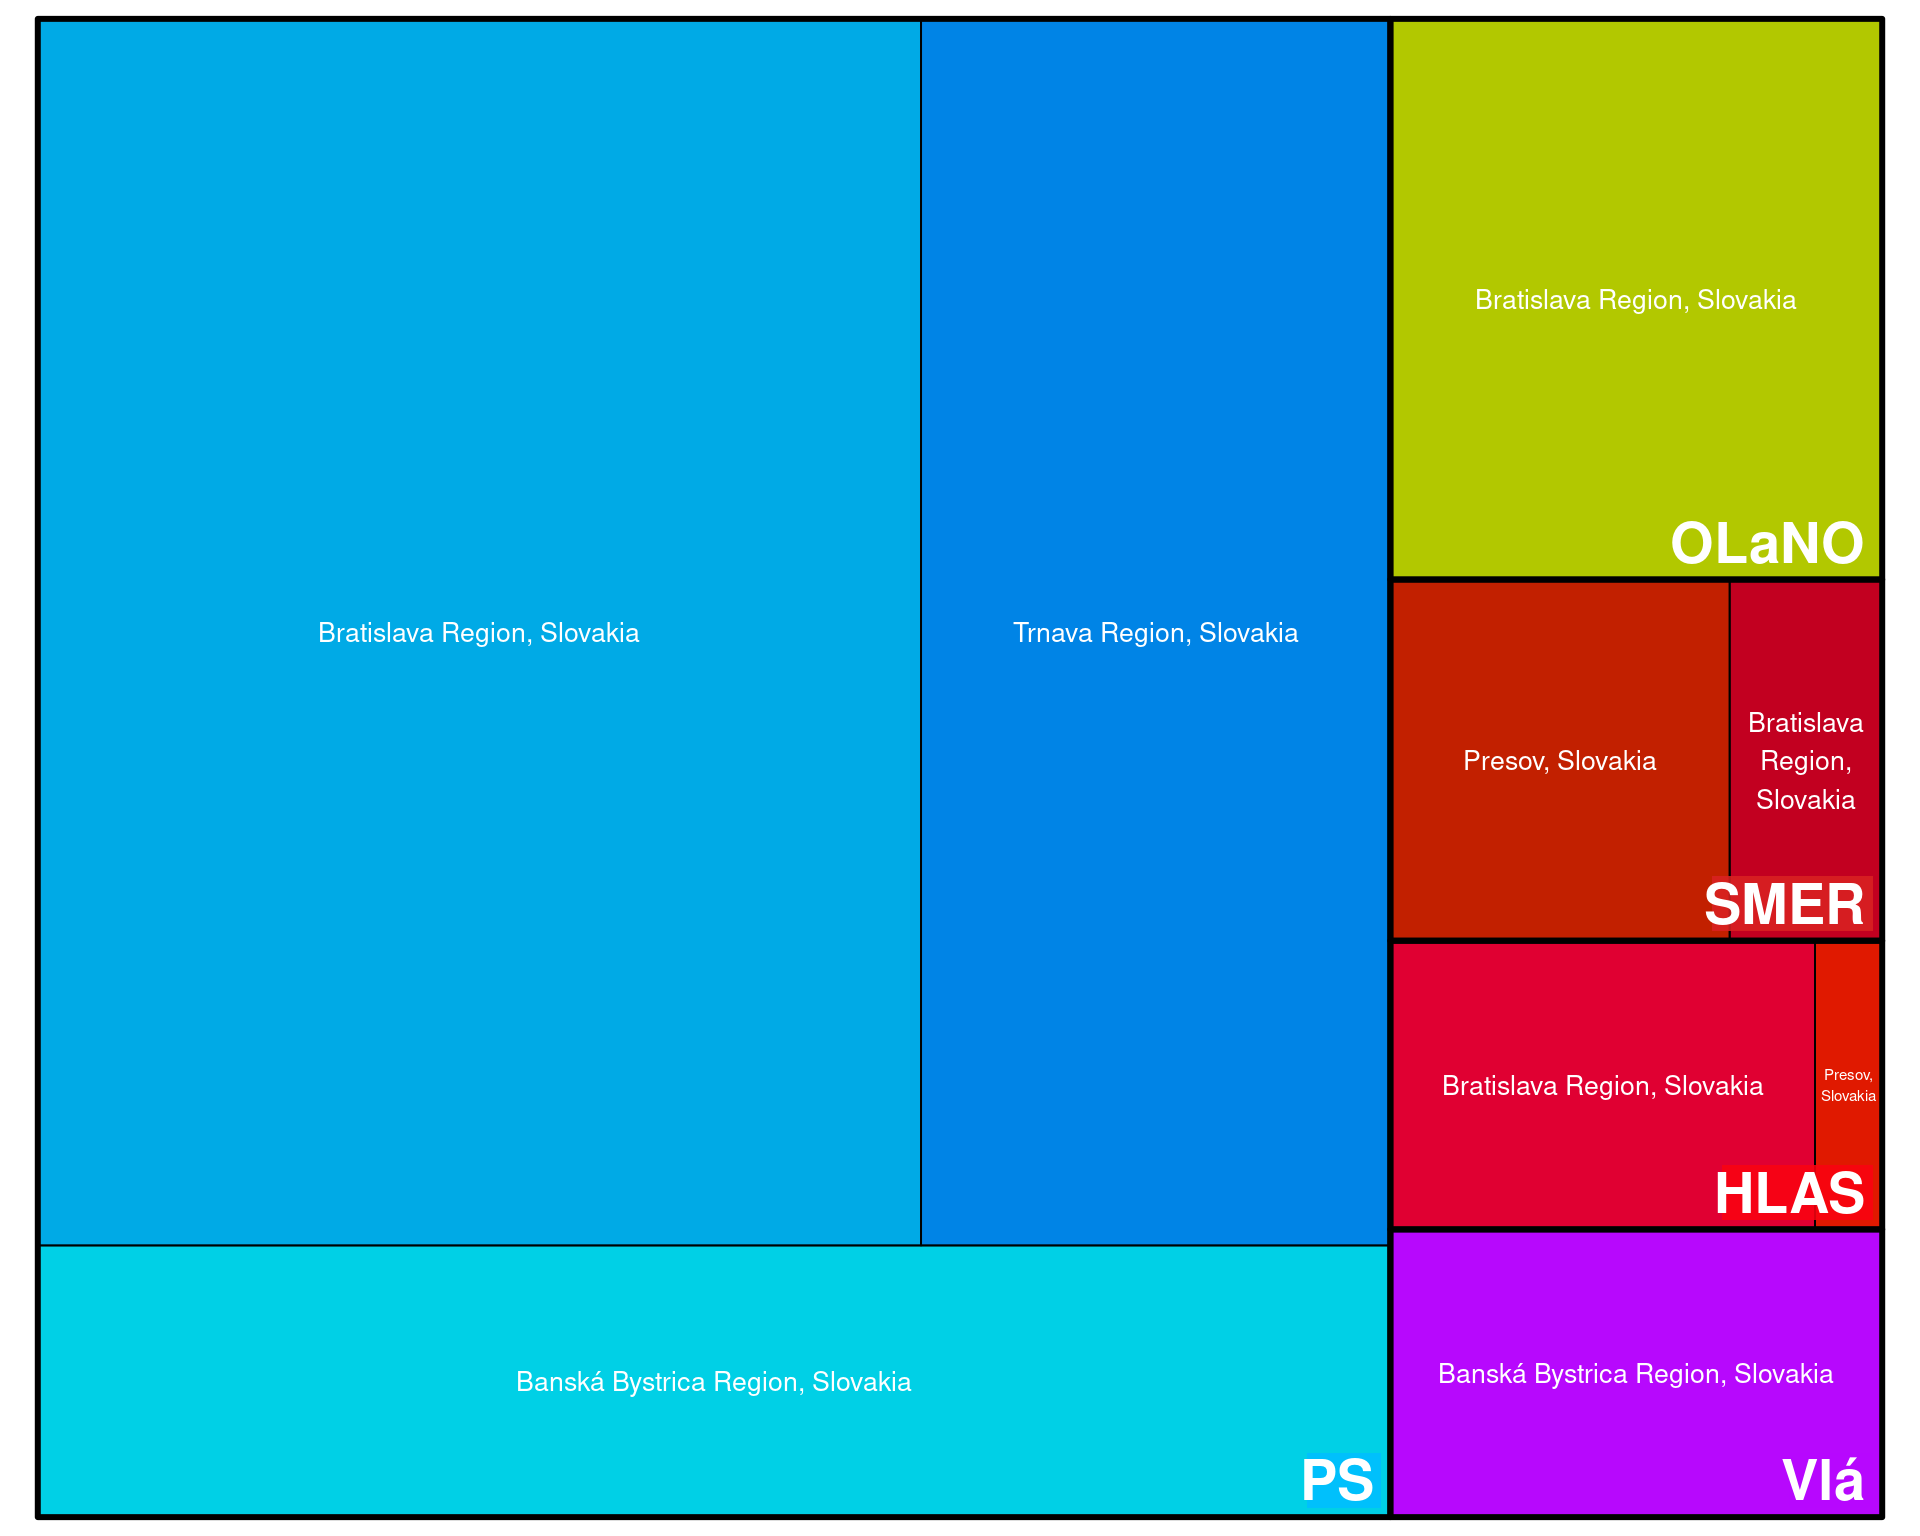 Bratislava Region, Slovakia
Trnava Region, Slovakia
Banská Bystrica Region, Slovakia
PS
Bratislava Region, Slovakia
OLaNO
Presov, Slovakia
Bratislava
Region,
Slovakia
SMER
Bratislava Region, Slovakia
Presov,
Slovakia
HLAS
Banská Bystrica Region, Slovakia
Vlá